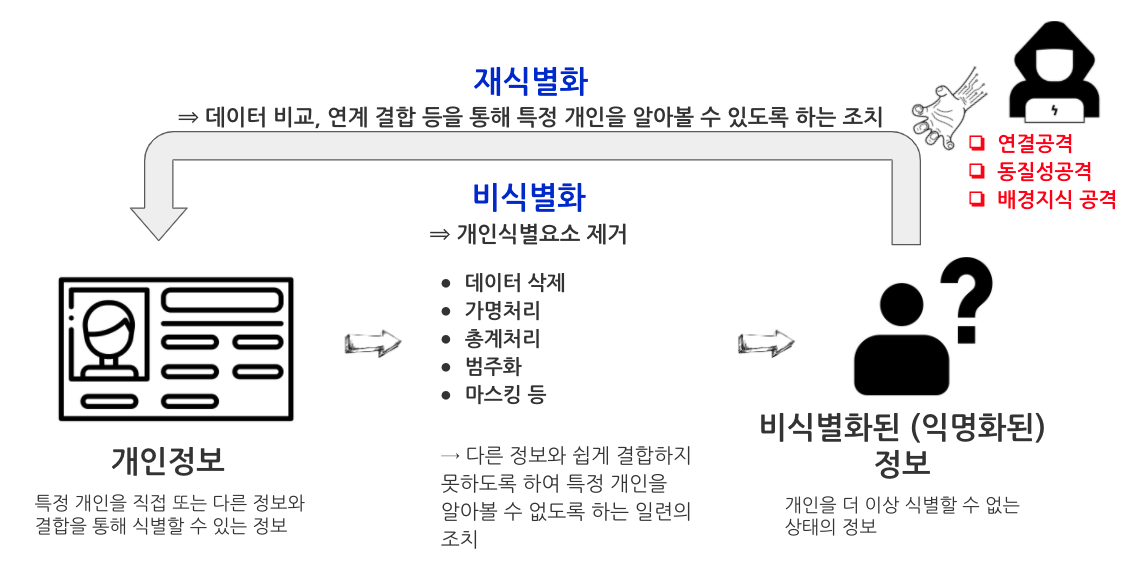 재식별화
⇒ 데이터 비교, 연계 결합 등을 통해 특정 개인을 알아볼 수 있도록 하는 조치
❏ 연결공격
❏ 동질성공격
❏ 배경지식 공격
비식별화
⇒ 개인식별요소 제거
● 데이터 삭제
● 가명처리
● 총계처리
● 범주화
● 마스킹 등
→ 다른 정보와 쉽게 결합하지
못하도록 하여 특정 개인을
알아볼 수 없도록 하는 일련의
조치
개인정보
특정 개인을 직접 또는 다른 정보와
결합을 통해 식별할 수 있는 정보
?
비식별화된 (익명화된)
정보
개인을 더 이상 식별할 수 없는
상태의 정보